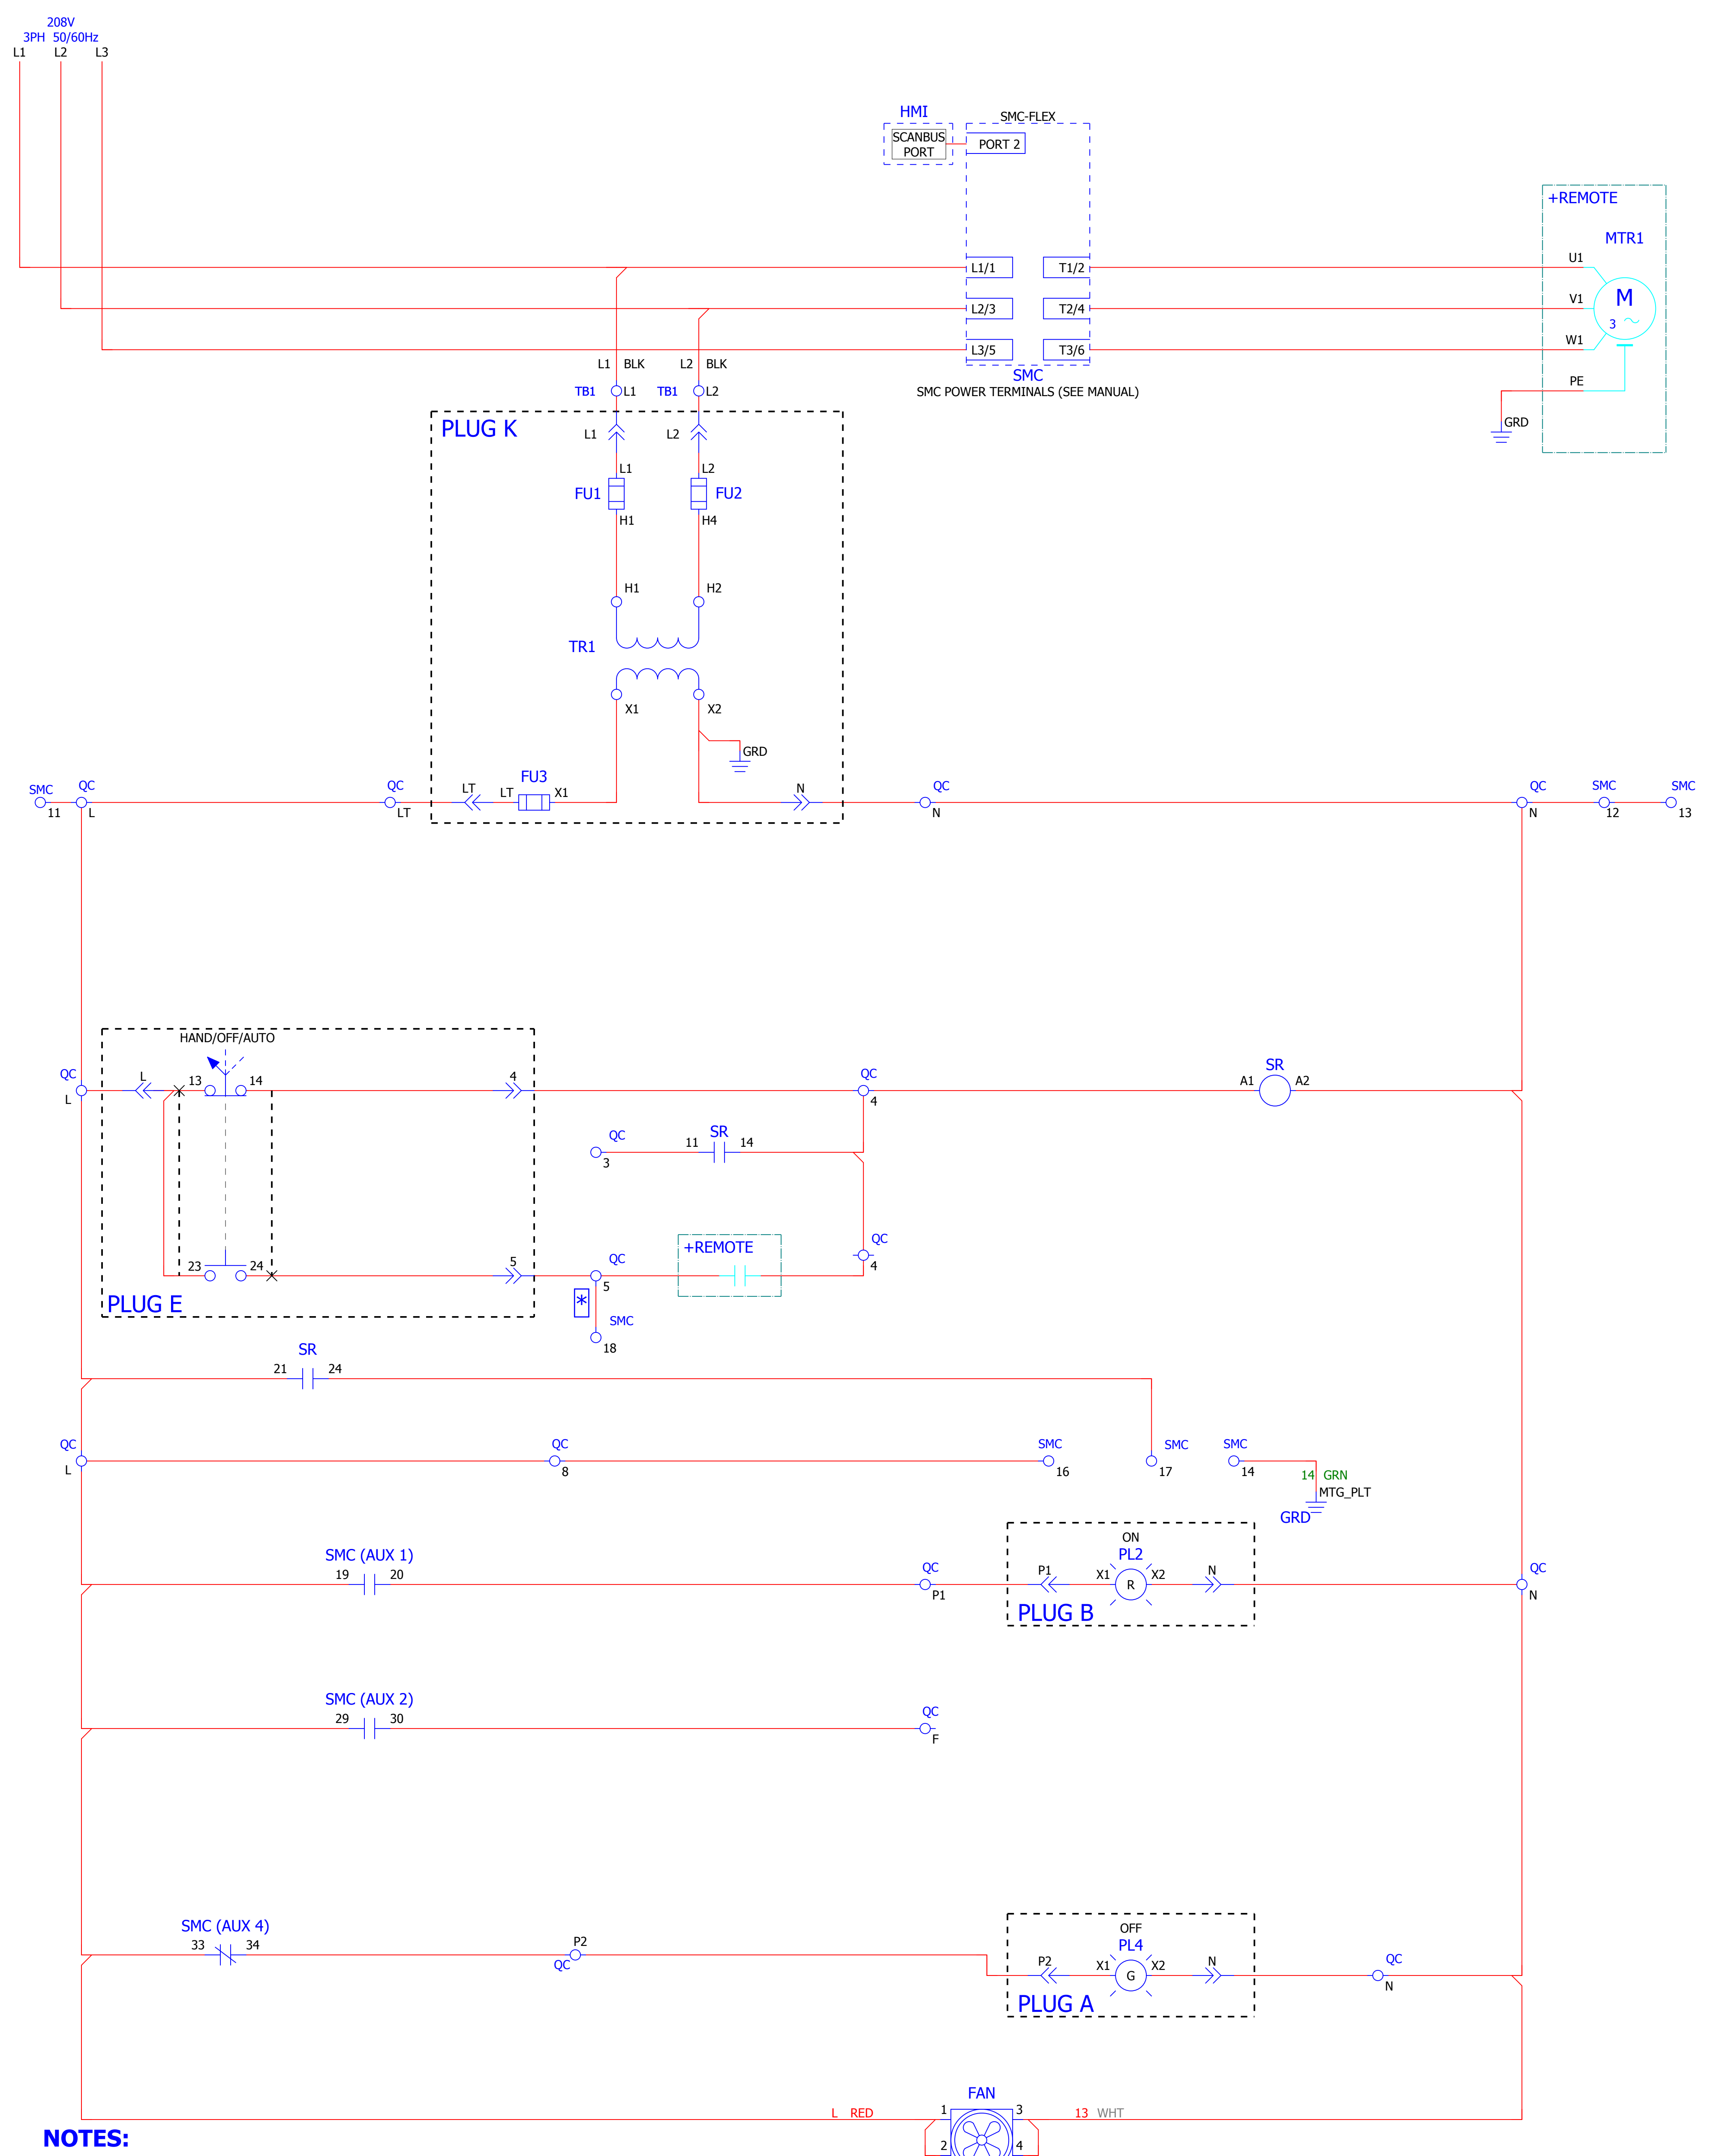 208V
3PH 50/60Hz
L1 L2 L3
HMI
SMC-FLEX
SCANBUS
PORT
PORT 2
+REMOTE
MTR1
L1/1 T1/2 U1
L2/3 T2/4 V1
M
3
L3/5 T3/6 W1
L1 BLK L2 BLK
SMC
SMC POWER TERMINALS (SEE MANUAL)
PE
GRD
TB1 L1 TB1 L2
PLUG K
L1 L2
L1 L2
FU1 FU2
H1 H4
H1 H2
TR1
X1 X2
GRD
SMC QC QC LT LT FU3 X1 N QC QC SMC SMC
11 L LT N N 12 13
HAND/OFF/AUTO
QC L 13 14 4 QC SR
L 4 A1 A2
QC 11 SR 14
3
+REMOTE
QC
4
23 24 5 QC
5
PLUG E
*
SMC
18
SR
21 24
QC QC SMC SMC SMC
L 8 16 17 14
14 GRN
MTG_PLT
GRD
SMC (AUX 1)
19 20
QC
P1
ON
PL2
P1 X1 R X2 N
PLUG B
QC
N
SMC (AUX 2)
29 30
QC
F
SMC (AUX 4)
33 34
P2
QC
OFF
PL4
P2 X1 G X2 N
PLUG A
QC
N
FAN
L RED 1 3 13 WHT
2 4
NOTES: